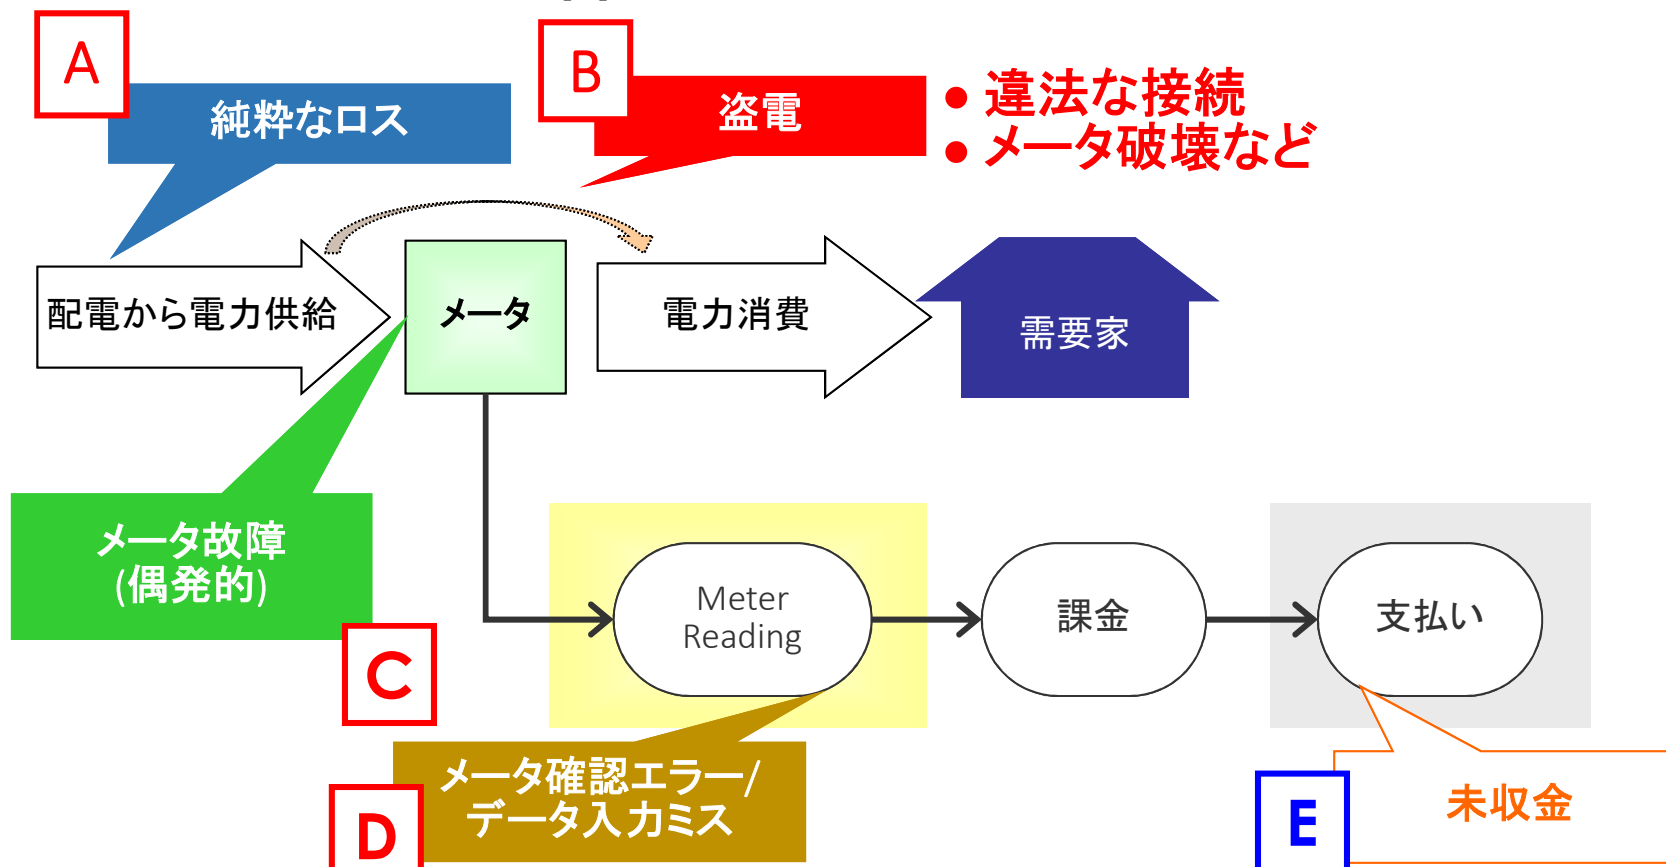 A
純粋なロス
B
盗電
● 違法な接続
● メータ破壊など
配電から電力供給
メータ
電力消費
需要家
メータ故障
(偶発的)
C
Meter
Reading
課金
支払い
メータ確認エラー/
データ入力ミス
D
E
未収金